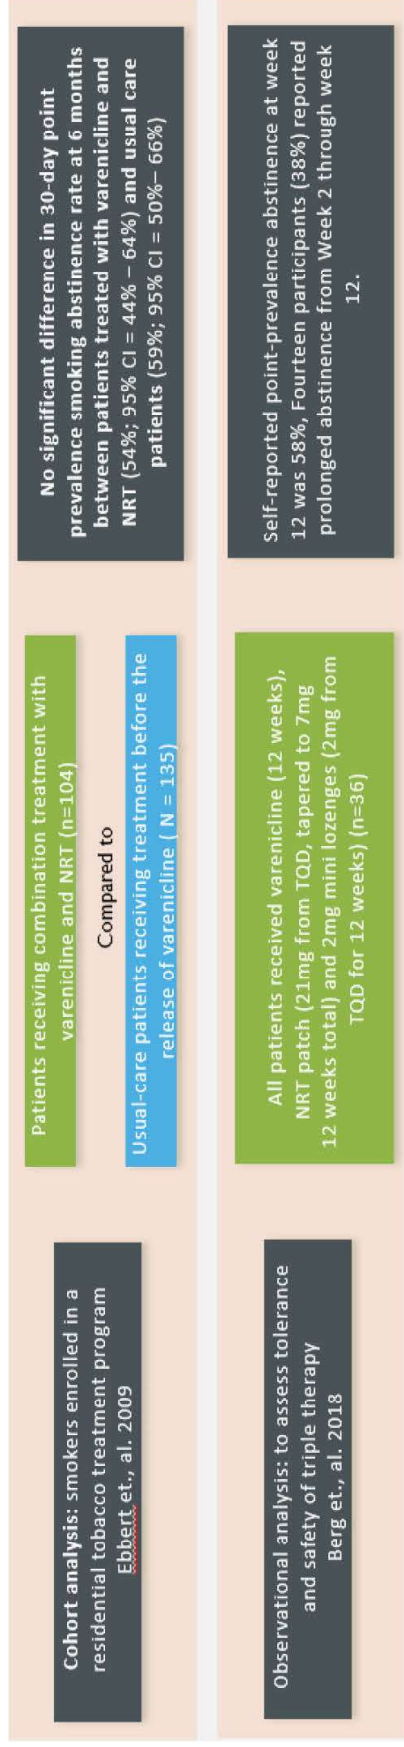 Cohort analysis: smokers enrolled in a
residential tobacco treatment program
Ebbert et., al. 2009
Patients receiving combination treatment with
varenicline and NRT (n=104)
Compared to
Usual-care patients receiving treatment before the
release of varenicline ( N = 135)
No significant difference in 30-day point
prevalence smoking abstinence rate at 6 months
between patients treated with varenicline and
NRT (54%; 95% CI = 44% – 64%) and usual care
patients (59%; 95% CI = 50%– 66%)
Observational analysis: to assess tolerance
and safety of triple therapy
Berg et., al. 2018
All patients received varenicline (12 weeks),
NRT patch (21mg from TQD, tapered to 7mg
12 weeks total) and 2mg mini lozenges (2mg from
TQD for 12 weeks) (n=36)
Self-reported point-prevalence abstinence at week
12 was 58%, Fourteen participants (38%) reported
prolonged abstinence from Week 2 through week
12.